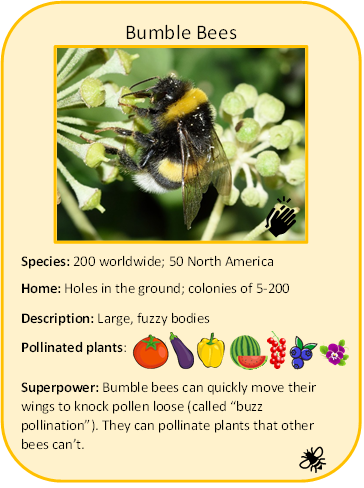 Bumble Bees
Species: 200 worldwide; 50 North America
Home: Holes in the ground; colonies of 5-200
Description: Large, fuzzy bodies
Pollinated plants:
Superpower: Bumble bees can quickly move their
wings to knock pollen loose (called “buzz
pollination”). They can pollinate plants that other
bees can’t.